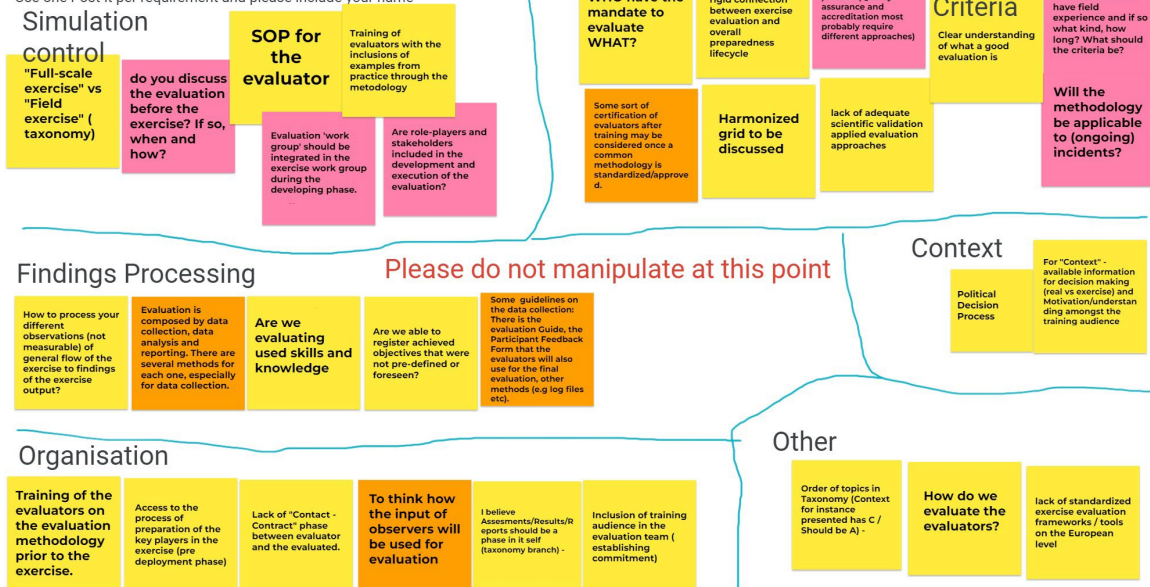 Use one Post it per requirement and please include your name
Simulation
control
"Full-scale
exercise" vs
"Field
exercise" (
taxonomy)
do you discuss
the evaluation
before the
exercise? If so,
when and
how?
SOP for
the
evaluator
Training of
evaluators with the
inclusions of
examples from
practice through the
metodology
Evaluation 'work
group' should be
integrated in the
exercise work group
during the
developing phase.
Are role-players and
stakeholders
included in the
development and
execution of the
evaluation?
mandate to
evaluate
WHAT?
rigid connection
between exercise
evaluation and
overall
preparedness
lifecycle
assurance and
accreditation most
probably require
different approaches)
Criteria
Clear understanding
of what a good
evaluation is
have field
experience and if so
what kind, how
long? What should
the criteria be?
Some sort of
certification of
evaluators after
training may be
considered once a
common
methodology is
standardized/approve
d.
Harmonized
grid to be
discussed
lack of adequate
scientific validation
applied evaluation
approaches
Will the
methodology
be applicable
to (ongoing)
incidents?
Findings Processing
Please do not manipulate at this point
How to process your
different
observations (not
measurable) of
general flow of the
exercise to findings
of the exercise
output?
Evaluation is
composed by data
collection, data
analysis and
reporting. There are
several methods for
each one, especially
for data collection.
Are we
evaluating
used skills and
knowledge
Are we able to
register achieved
objectives that were
not pre-defined or
foreseen?
Some guidelines on
the data collection:
There is the
evaluation Guide, the
Participant Feedback
Form that the
evaluators will also
use for the final
evaluation, other
methods (e.g log files
etc).
Context
Political
Decision
Process
For "Context" -
available information
for decision making
(real vs exercise) and
Motivation/understan
ding amongst the
training audience
Organisation
Training of the
evaluators on
the evaluation
methodology
prior to the
exercise.
Access to the
process of
preparation of the
key players in the
exercise (pre
deployment phase)
Lack of "Contact -
Contract" phase
between evaluator
and the evaluated.
To think how
the input of
observers will
be used for
evaluation
I believe
Assesments/Results/R
eports should be a
phase in it self
(taxonomy branch) -
Inclusion of training
audience in the
evaluation team (
establishing
commitment)
Other
Order of topics in
Taxonomy (Context
for instance
presented has C /
Should be A) -
How do we
evaluate the
evaluators?
lack of standardized
exercise evaluation
frameworks / tools
on the European
level